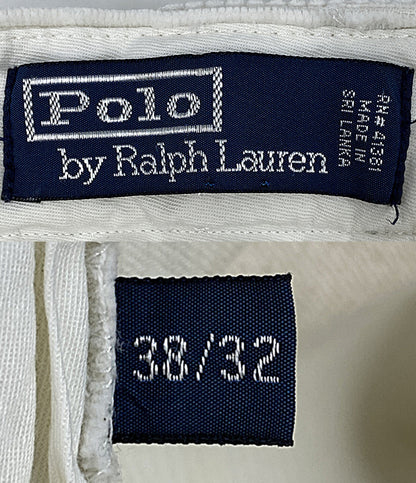 Polo
by Ralph Lauren
RN#41381
MADE IN
SRI LANKA
38/32